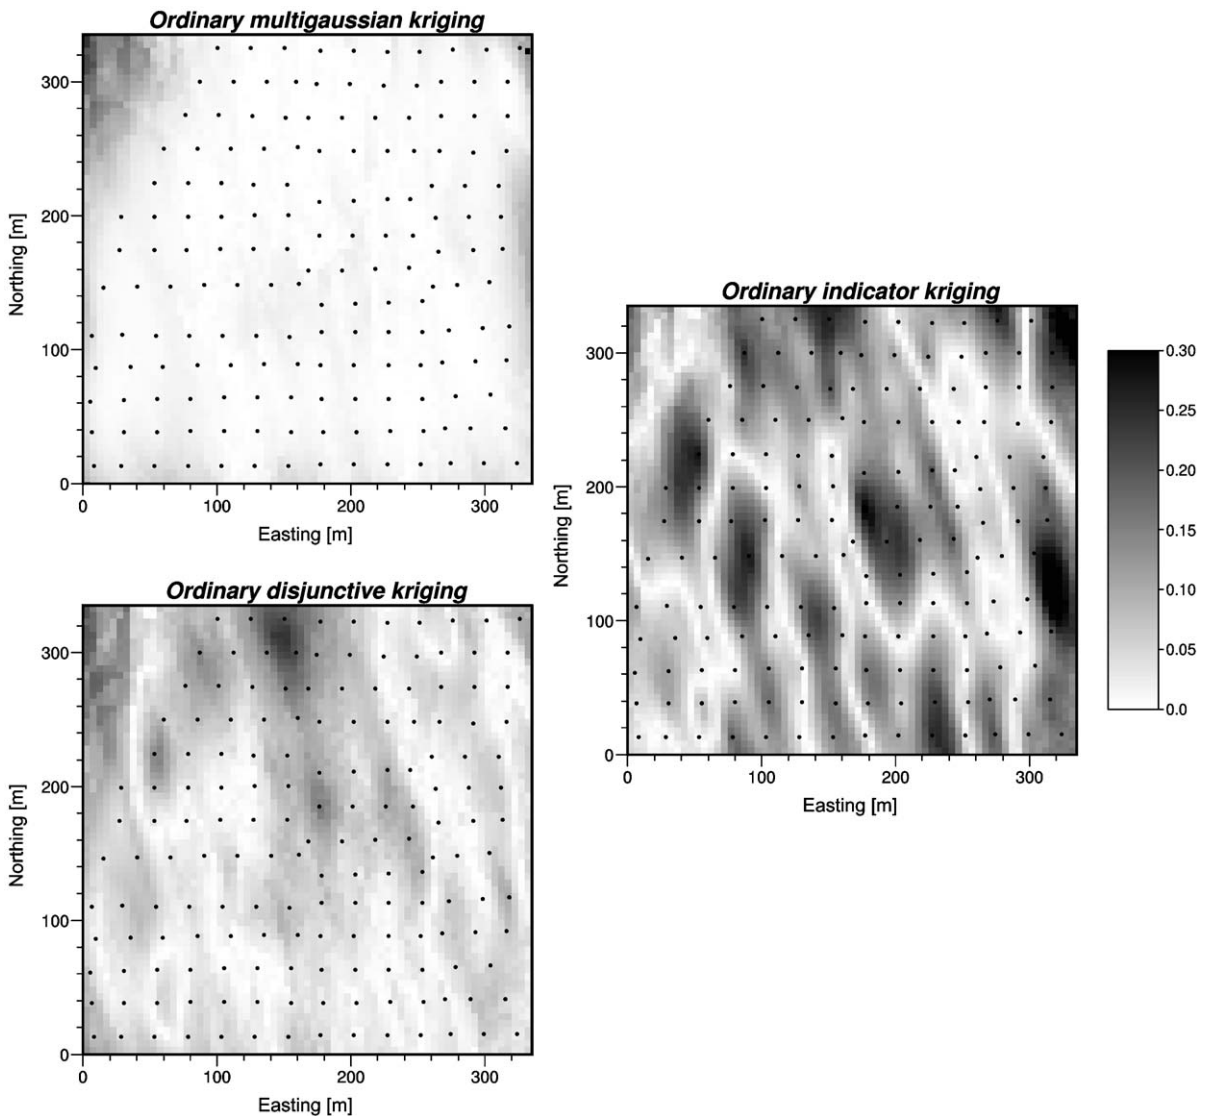 Ordinary multigaussian kriging
300
200
100
0
Northing [m]
0 100 200 300
Easting [m]
Ordinary disjunctive kriging
300
200
100
0
Northing [m]
0 100 200 300
Easting [m]
Ordinary indicator kriging
300
200
100
0
Northing [m]
0 100 200 300
Easting [m]
0.30
0.25
0.20
0.15
0.10
0.05
0.0